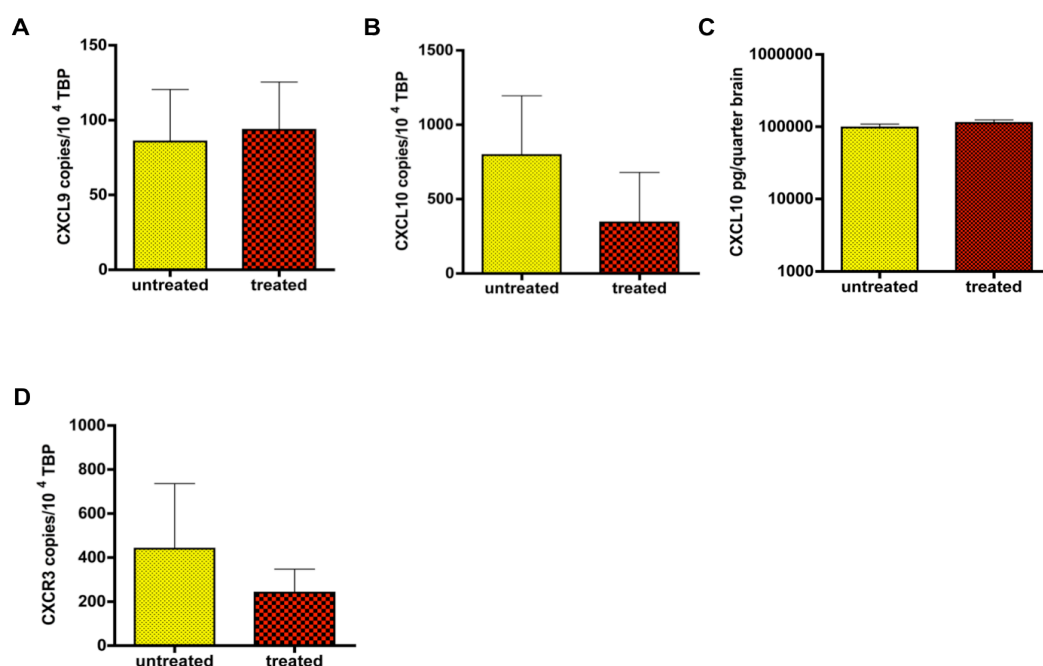 A
CXCL9 copies/10 4 TBP
150
100
50
0
untreated treated
B
CXCL10 copies/10 4 TBP
1500
1000
500
0
untreated treated
C
CXCL10 pg/quarter brain
1000000
100000
10000
1000
untreated treated
D
CXCR3 copies/10 4 TBP
1000
800
600
400
200
0
untreated treated